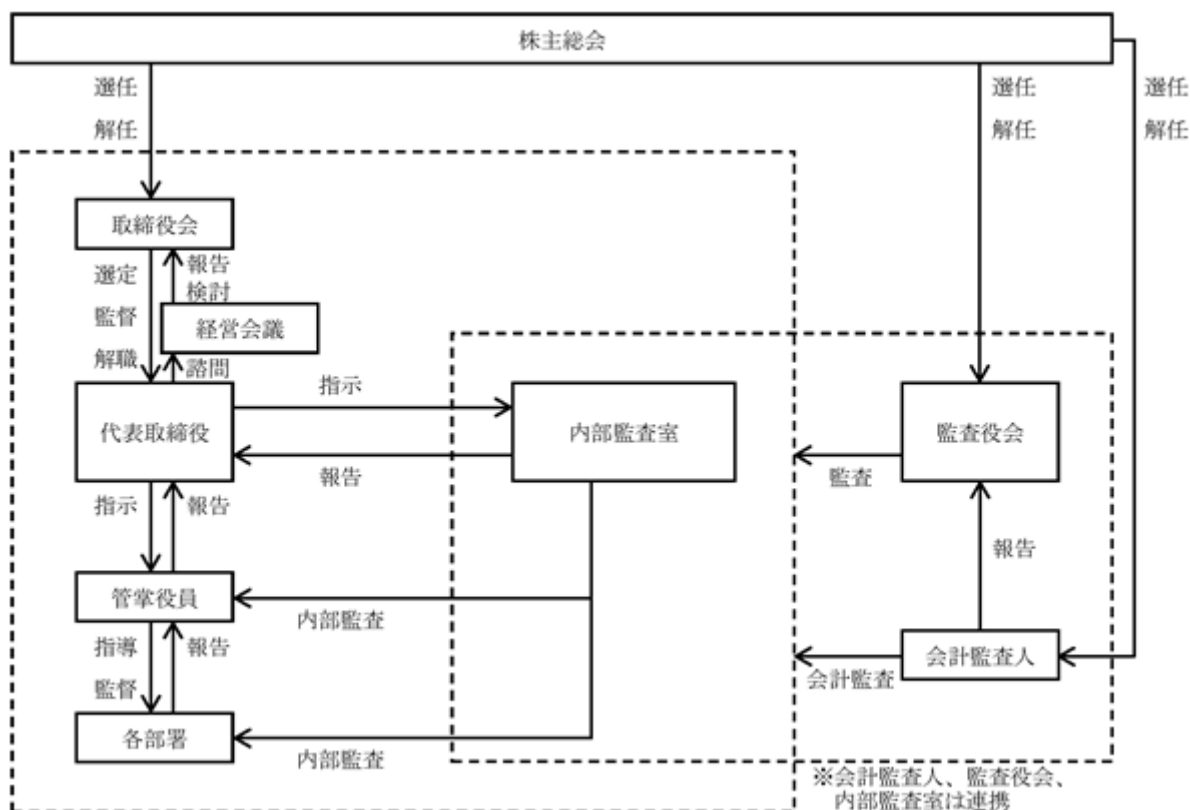 株主総会
選任
解任
選任
解任
選任
解任
取締役会
選定
監督
解職
報告
検討
経営会議
諮問
代表取締役
指示
報告
内部監査室
監査役会
監査
指示
報告
報告
管掌役員
内部監査
会計監査人
会計監査
指導
監督
報告
各部署
内部監査
※会計監査人、監査役会、
内部監査室は連携